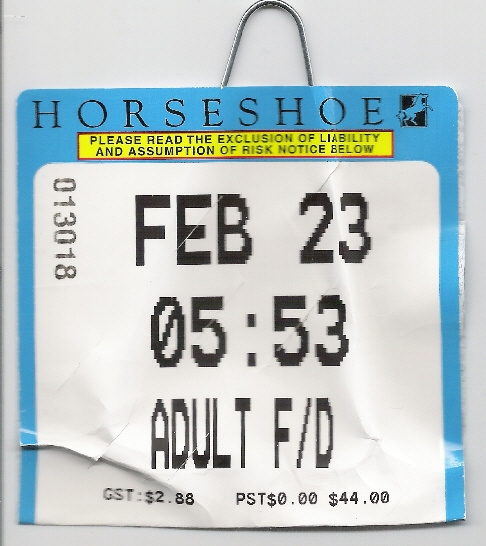 HORSESHOE
PLEASE READ THE EXCLUSION OF LIABILITY
AND ASSUMPTION OF RISK NOTICE BELOW
013018
FEB 23
05:53
ADULT F/D
GST:$2.88 PST$0.00 $44.00